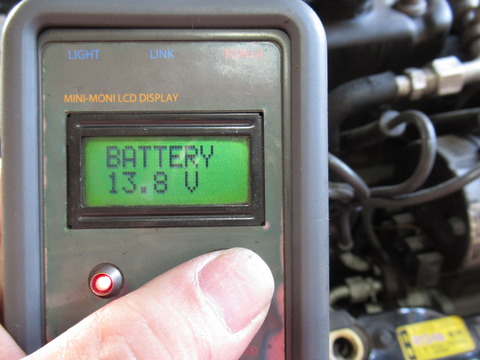 LIGHT LINK
MINI-MONI LCD DISPLAY
BATTERY
13.8 V